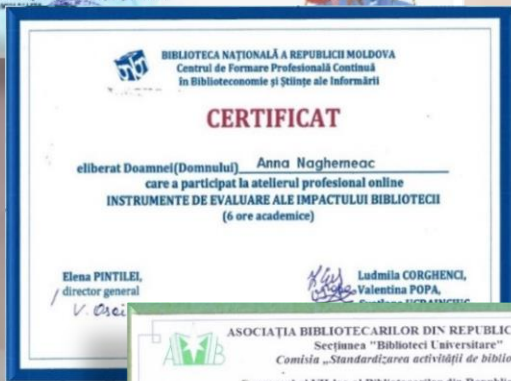 BIBLIOTECA NAȚIONALĂ A REPUBLICII MOLDOVA
Centrul de Formare Profesională Continuă
în Biblioteconomie și Științe ale Informării
CERTIFICAT
eliberat Doamnei(Domnului) Anna Naghemeac
care a participat la atelierul profesional online
INSTRUMENTE DE EVALUARE ALE IMPACTULUI BIBLIOTECII
(6 ore academice)
Elena PINTILEI,
director general
Ludmila CORGHENCI,
Valentina POPA,
ASOCIAȚIA BIBLIOTECARILOR DIN REPUBLIC
Secțiunea "Biblioteci Universitare"
Comisia „Standardizarea activității de biblio